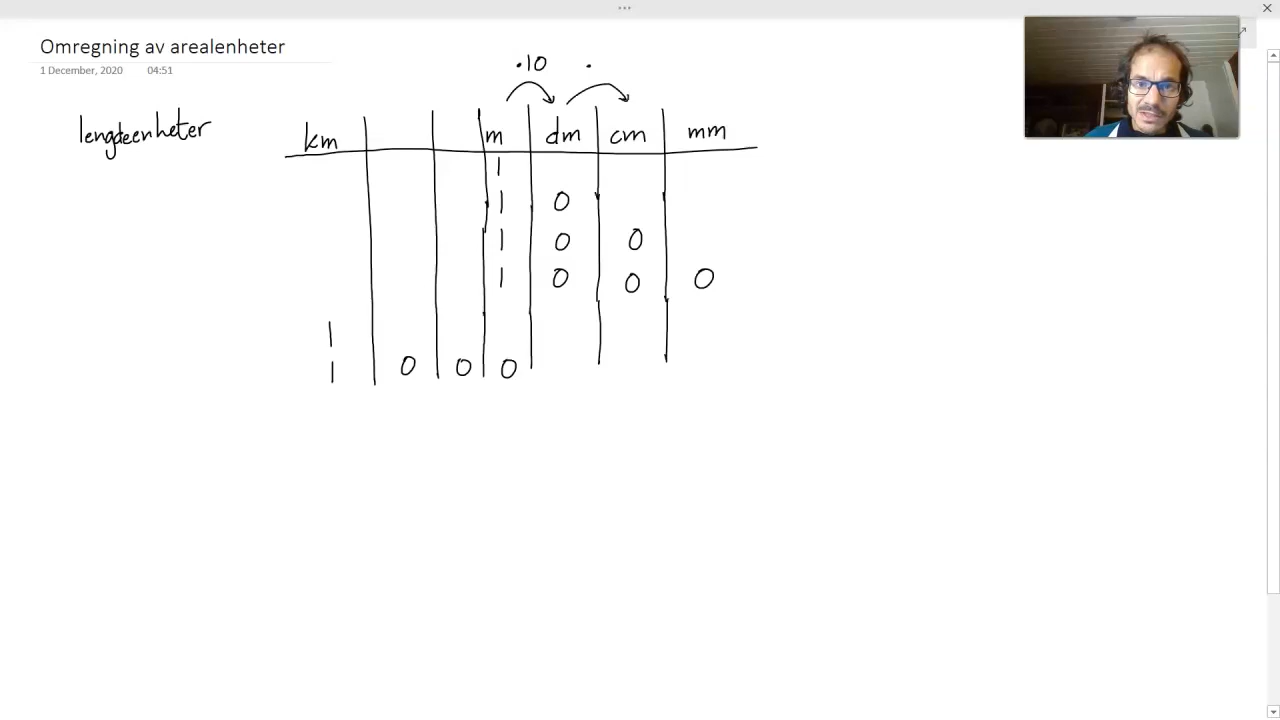 Omregning av arealenheter
1 December, 2020 04:51
·10 ·
lengdeenheter
km m dm cm mm
1
1 0
1 0 0
1 0 0 0
1
1 0 0 0